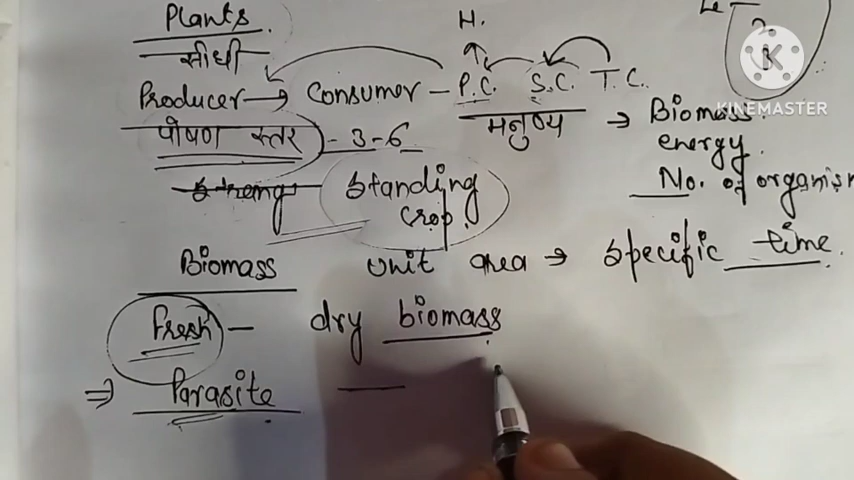 Plants
सीधी
H.
Producer → Consumer – P.C. S.C. T.C.
पोषण स्तर – 3-6
मनुष्य
→ Biomass
energy
No. of organism
Standing
crop.
Biomass unit area → specific time.
Fresh – dry biomass
⇒ Parasite
KINEMASTER